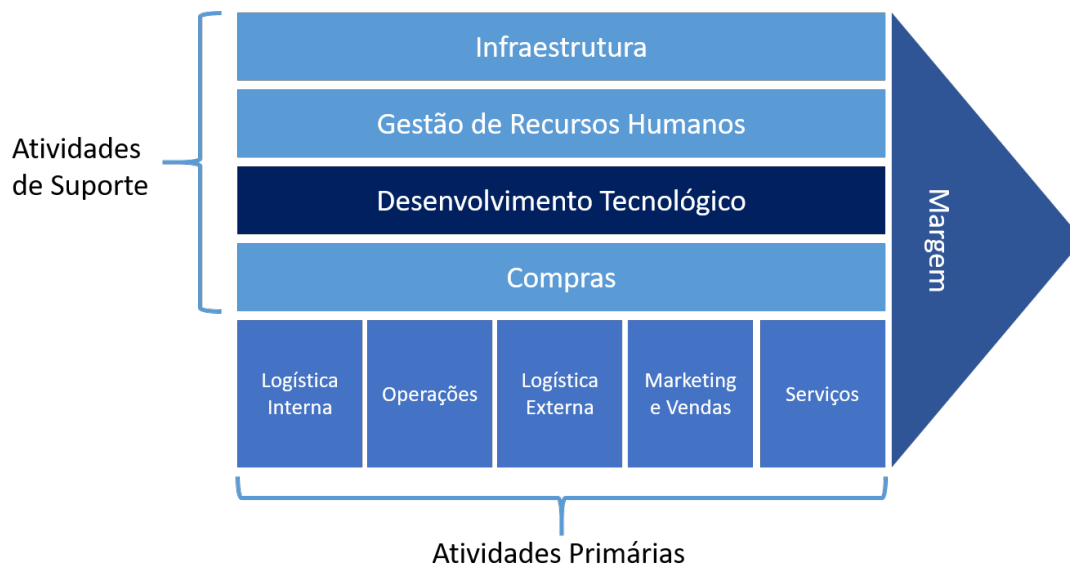 Infraestrutura
Gestão de Recursos Humanos
Atividades
de Suporte
Desenvolvimento Tecnológico
Compras
Margem
Logística
Interna
Operações
Logística
Externa
Marketing
e Vendas
Serviços
Atividades Primárias